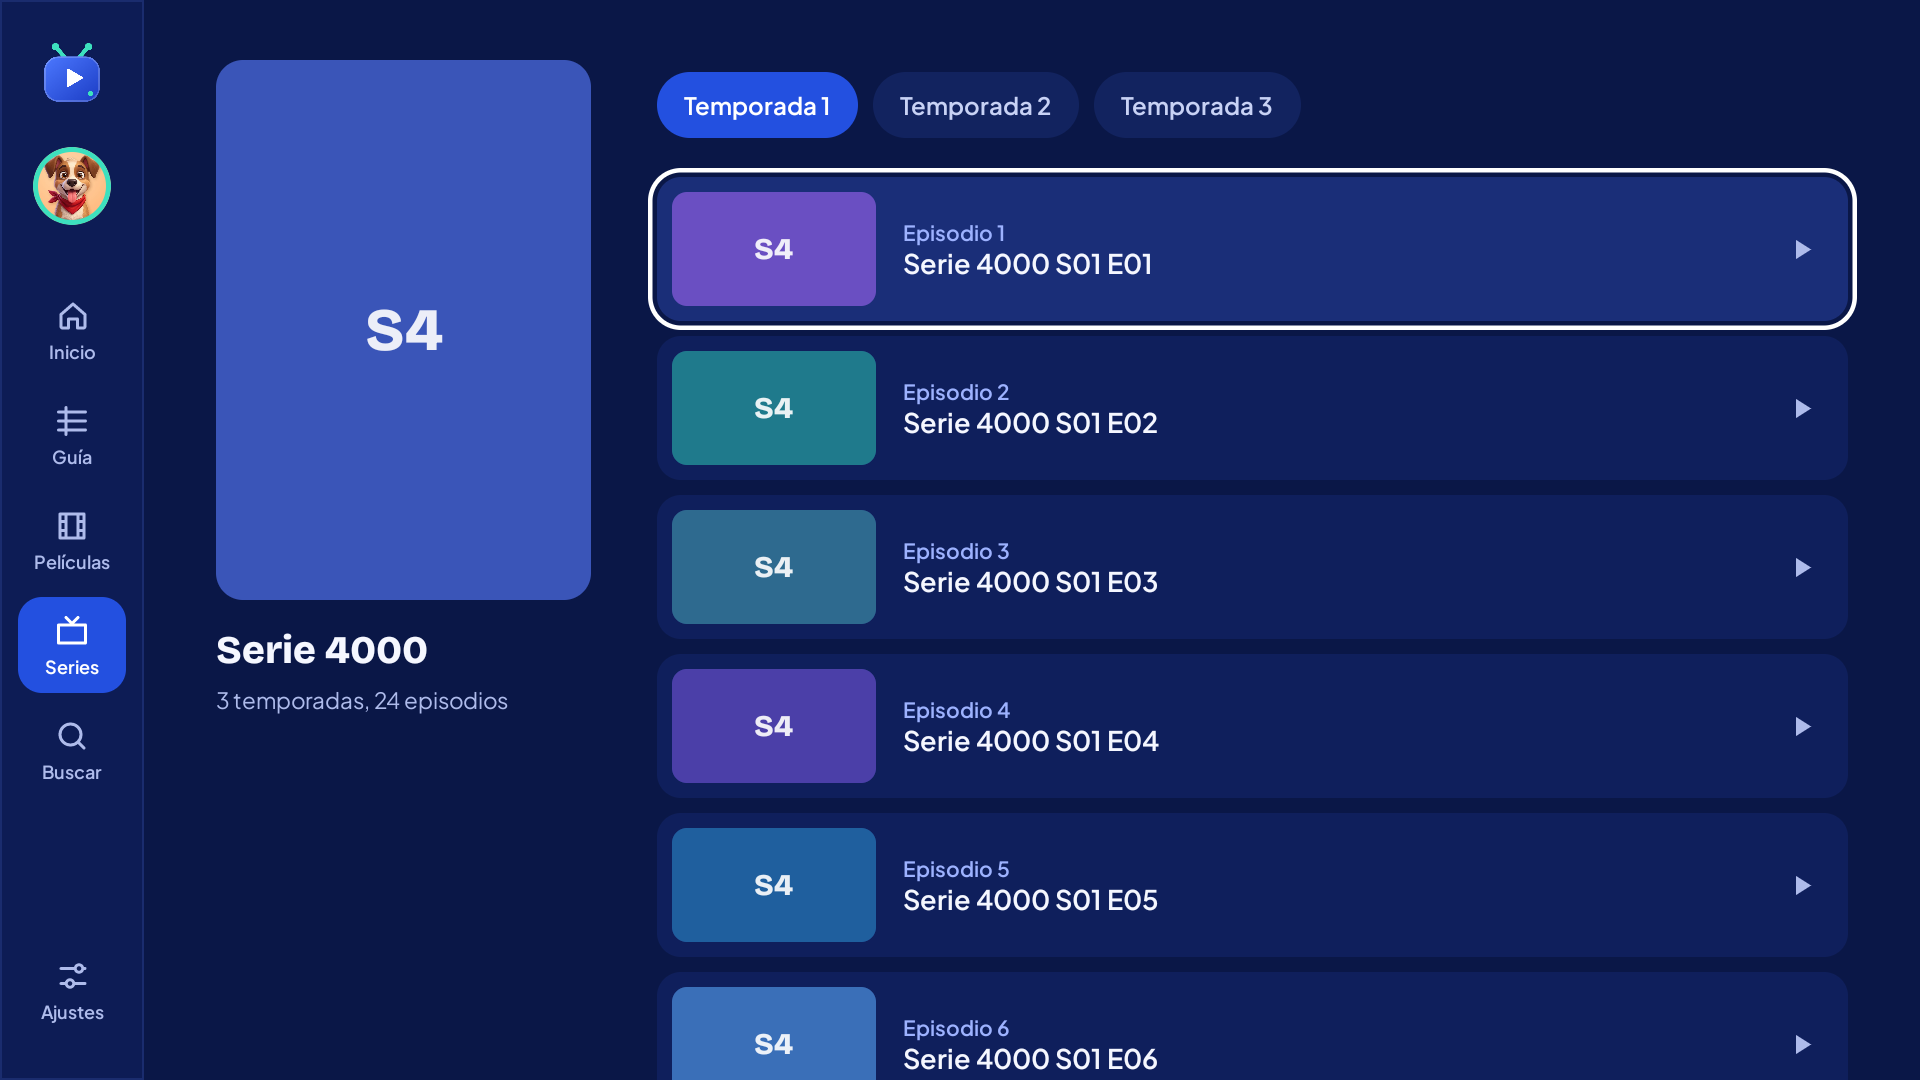 Inicio
Guía
Películas
Series
Buscar
Ajustes
S4
Serie 4000
3 temporadas, 24 episodios
Temporada 1
Temporada 2
Temporada 3
S4
Episodio 1
Serie 4000 S01 E01
S4
Episodio 2
Serie 4000 S01 E02
S4
Episodio 3
Serie 4000 S01 E03
S4
Episodio 4
Serie 4000 S01 E04
S4
Episodio 5
Serie 4000 S01 E05
S4
Episodio 6
Serie 4000 S01 E06